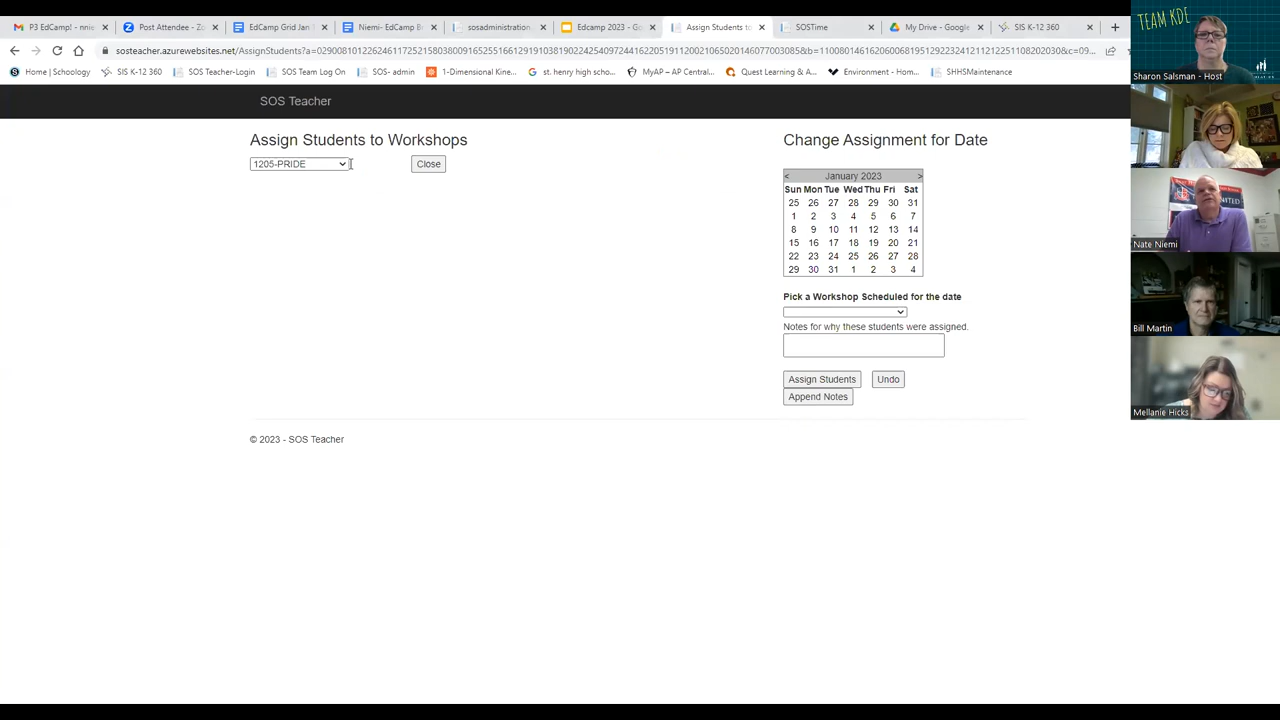 P3 EdCamp! - nnie
Post Attendee - Zo
EdCamp Grid Jan
Niemi- EdCamp B
sosadministration
Edcamp 2023 - G
Assign Students to
SOSTime
My Drive - Google
SIS K-12 360
Home | Schoology
SIS K-12 360
SOS Teacher-Login
SOS Team Log On
SOS- admin
1-Dimensional Kine...
st. henry high scho...
MyAP – AP Central...
Quest Learning & A...
Environment - Hom...
SHHSMaintenance
SOS Teacher
Assign Students to Workshops
1205-PRIDE
Close
Change Assignment for Date
< January 2023 >
Sun Mon Tue Wed Thu Fri Sat
25 26 27 28 29 30 31
1 2 3 4 5 6 7
8 9 10 11 12 13 14
15 16 17 18 19 20 21
22 23 24 25 26 27 28
29 30 31 1 2 3 4
Pick a Workshop Scheduled for the date
Notes for why these students were assigned.
Assign Students
Undo
Append Notes
© 2023 - SOS Teacher
TEAM KDE
Sharon Salsman - Host
Nate Niemi
Bill Martin
Mellanie Hicks